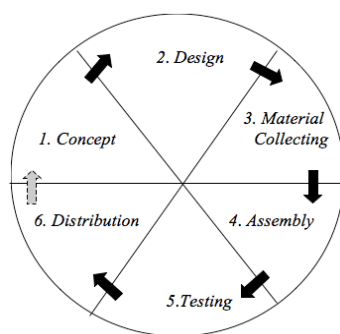 1. Concept
2. Design
3. Material
Collecting
4. Assembly
5.Testing
6. Distribution